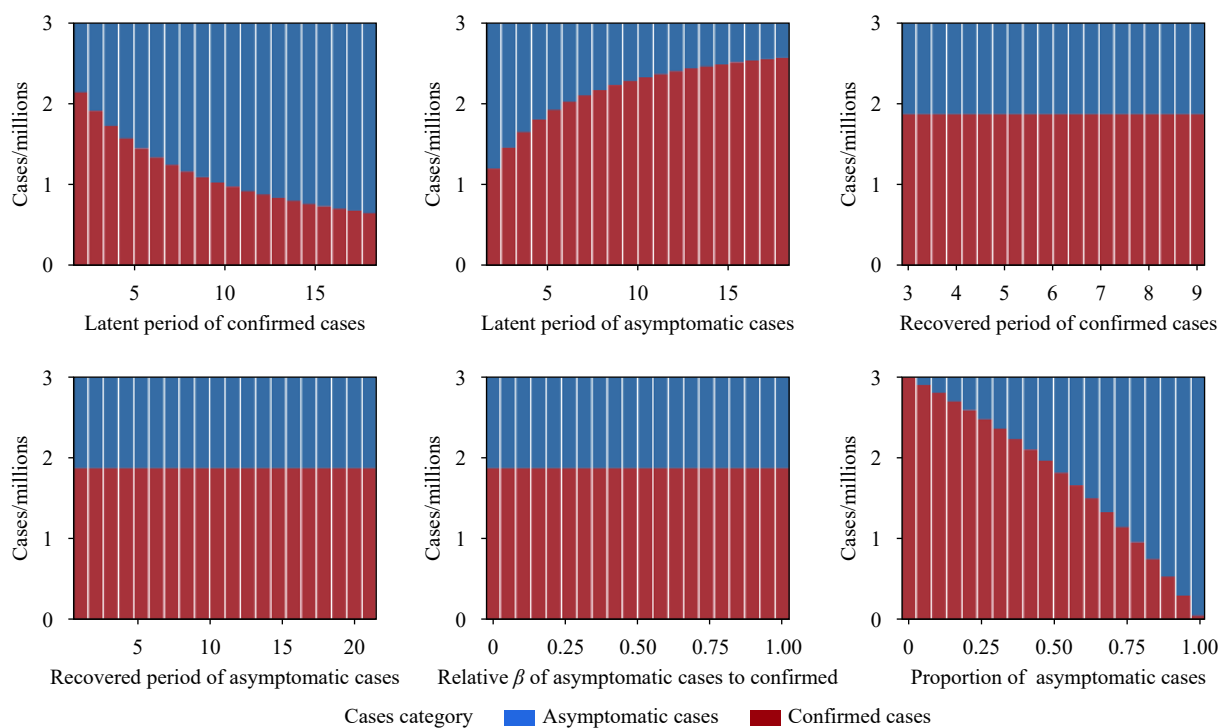 3
2
1
0
Cases/millions
5 10 15
Latent period of confirmed cases
3
2
1
0
Cases/millions
5 10 15
Latent period of asymptomatic cases
3
2
1
0
Cases/millions
3 4 5 6 7 8 9
Recovered period of confirmed cases
3
2
1
0
Cases/millions
5 10 15 20
Recovered period of asymptomatic cases
3
2
1
0
Cases/millions
0 0.25 0.50 0.75 1.00
Relative β of asymptomatic cases to confirmed
3
2
1
0
Cases/millions
0 0.25 0.50 0.75 1.00
Proportion of asymptomatic cases
Cases category Asymptomatic cases Confirmed cases